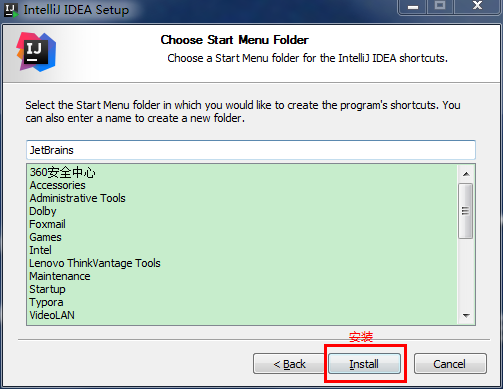 IntelliJ IDEA Setup
IJ
Choose Start Menu Folder
Choose a Start Menu folder for the IntelliJ IDEA shortcuts.
Select the Start Menu folder in which you would like to create the program's shortcuts. You
can also enter a name to create a new folder.
JetBrains
360安全中心
Accessories
Administrative Tools
Dolby
Foxmail
Games
Intel
Lenovo ThinkVantage Tools
Maintenance
Startup
Typora
VideoLAN
安装
< Back
Install
Cancel